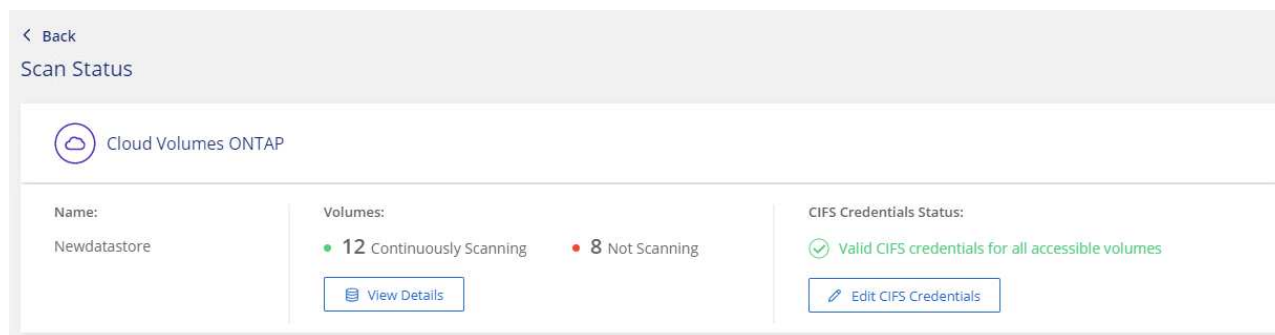 Back
Scan Status
Cloud Volumes ONTAP
Name:
Newdatastore
Volumes:
12 Continuously Scanning
8 Not Scanning
View Details
CIFS Credentials Status:
Valid CIFS credentials for all accessible volumes
Edit CIFS Credentials